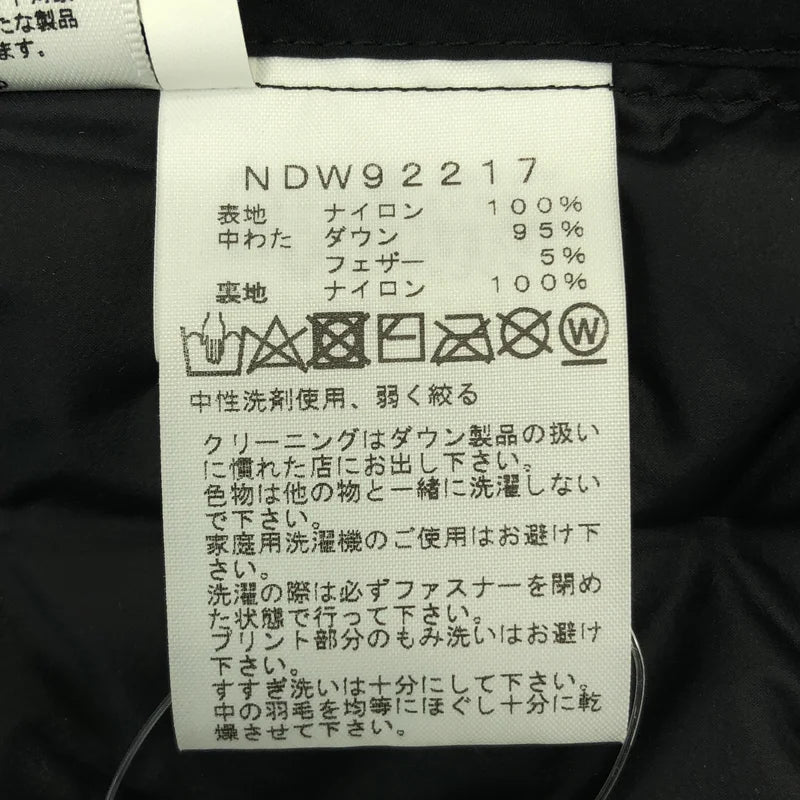 たな製品
ます。
NDW92217
表地 ナイロン 100%
中わた ダウン 95%
フェザー 5%
裏地 ナイロン 100%
W
中性洗剤使用、弱く絞る
クリーニングはダウン製品の扱い
に慣れた店にお出し下さい。
色物は他の物と一緒に洗濯しない
で下さい。
家庭用洗濯機のご使用はお避け下
さい。
洗濯の際は必ずファスナーを閉め
た状態で行って下さい。
プリント部分のもみ洗いはお避け
下さい。
すすぎ洗いは十分にして下さい。
中の羽毛を均等にほぐし十分に乾
燥させて下さい。